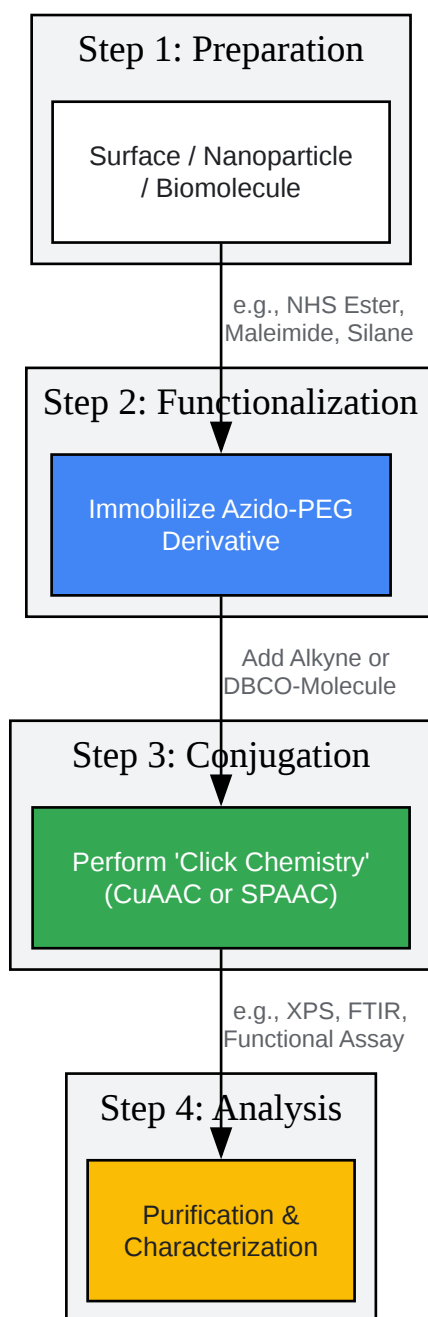 Step 1: Preparation
Surface / Nanoparticle
/ Biomolecule
e.g., NHS Ester,
Maleimide, Silane
Step 2: Functionalization
Immobilize Azido-PEG
Derivative
Add Alkyne or
DBCO-Molecule
Step 3: Conjugation
Perform 'Click Chemistry'
(CuAAC or SPAAC)
e.g., XPS, FTIR,
Functional Assay
Step 4: Analysis
Purification &
Characterization